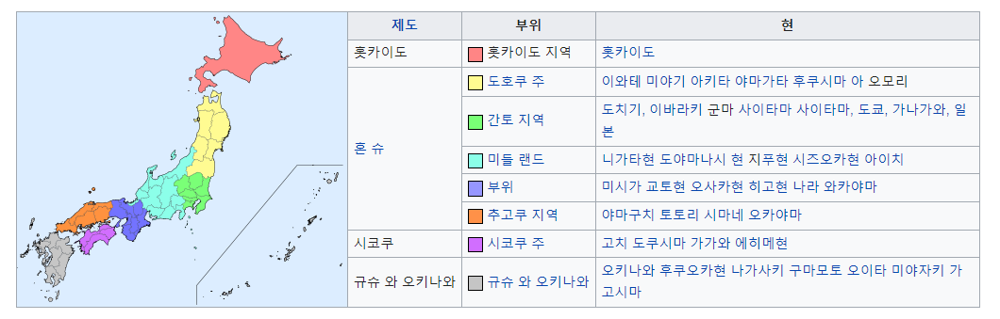 제도 부위 현
홋카이도 홋카이도 지역 홋카이도
혼 슈
도호쿠 주 이와테 미야기 아키타 야마가타 후쿠시마 아 오모리
간토 지역 도치기, 이바라키 군마 사이타마 사이타마, 도쿄, 가나가와, 일
본
미들 랜드 니가타현 도야마나시 현 지푸현 시즈오카현 아이치
부위 미시가 교토현 오사카현 히고현 나라 와카야마
추고쿠 지역 야마구치 토토리 시마네 오카야마
시코쿠 시코쿠 주 고치 도쿠시마 가가와 에히메현
규슈 와 오키나와 규슈 와 오키나와 오키나와 후쿠오카현 나가사키 구마모토 오이타 미야자키 가
고시마